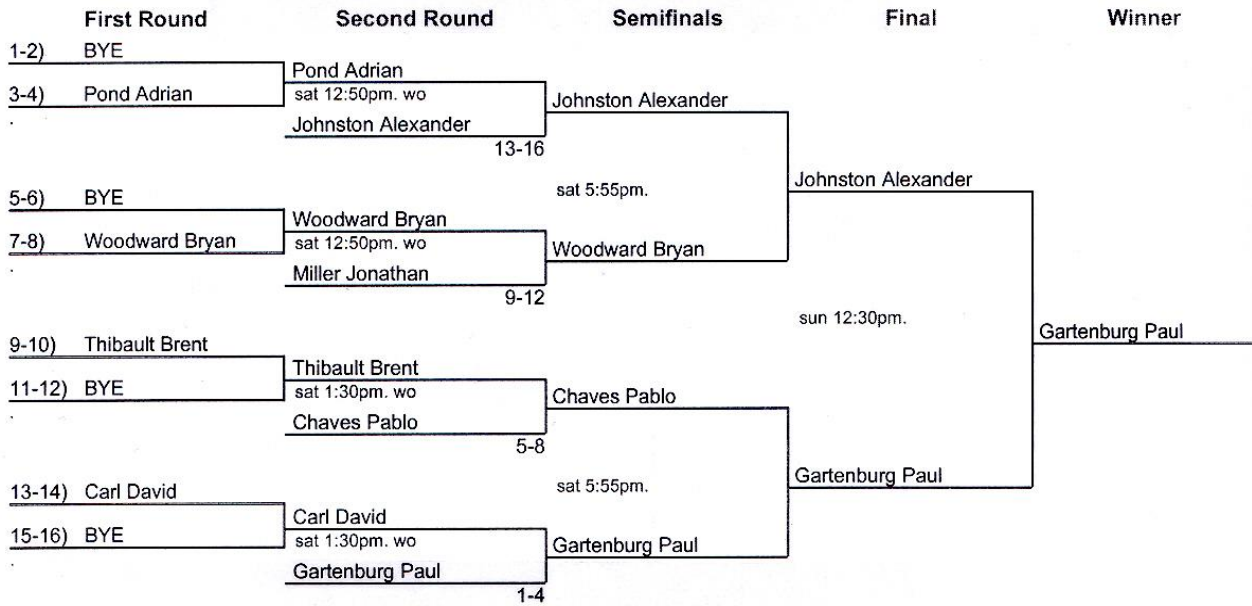 First Round Second Round Semifinals Final Winner
1-2) BYE
Pond Adrian
3-4) Pond Adrian
sat 12:50pm. wo
Johnston Alexander
Johnston Alexander
13-16
sat 5:55pm.
Johnston Alexander
5-6) BYE
Woodward Bryan
7-8) Woodward Bryan
sat 12:50pm. wo
Woodward Bryan
Miller Jonathan
9-12
sun 12:30pm.
Gartenburg Paul
9-10) Thibault Brent
Thibault Brent
11-12) BYE
sat 1:30pm. wo
Chaves Pablo
Chaves Pablo
5-8
sat 5:55pm.
Gartenburg Paul
13-14) Carl David
Carl David
15-16) BYE
sat 1:30pm. wo
Gartenburg Paul
Gartenburg Paul
1-4